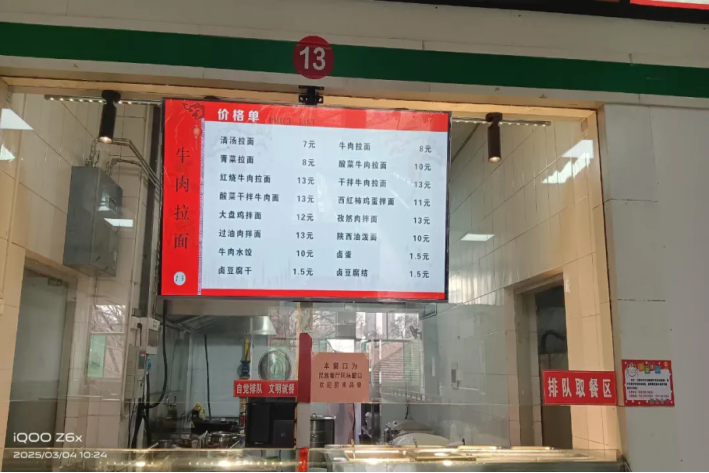 13
价格单
牛肉拉面
清汤拉面 7元
青菜拉面 8元
红烧牛肉拉面 13元
酸菜干拌牛肉面 13元
大盘鸡拌面 12元
过油肉拌面 13元
牛肉水饺 10元
卤豆腐干 1.5元
牛肉拉面 8元
酸菜牛肉拉面 10元
干拌牛肉拉面 13元
西红柿鸡蛋拌面 11元
孜然肉拌面 13元
陕西油泼面 10元
卤蛋 1.5元
卤豆腐结 1.5元
自觉排队 文明就餐
本窗口为
民族餐厅风味窗口
排队取餐区
iQOO Z6x
2025/03/04 10:24